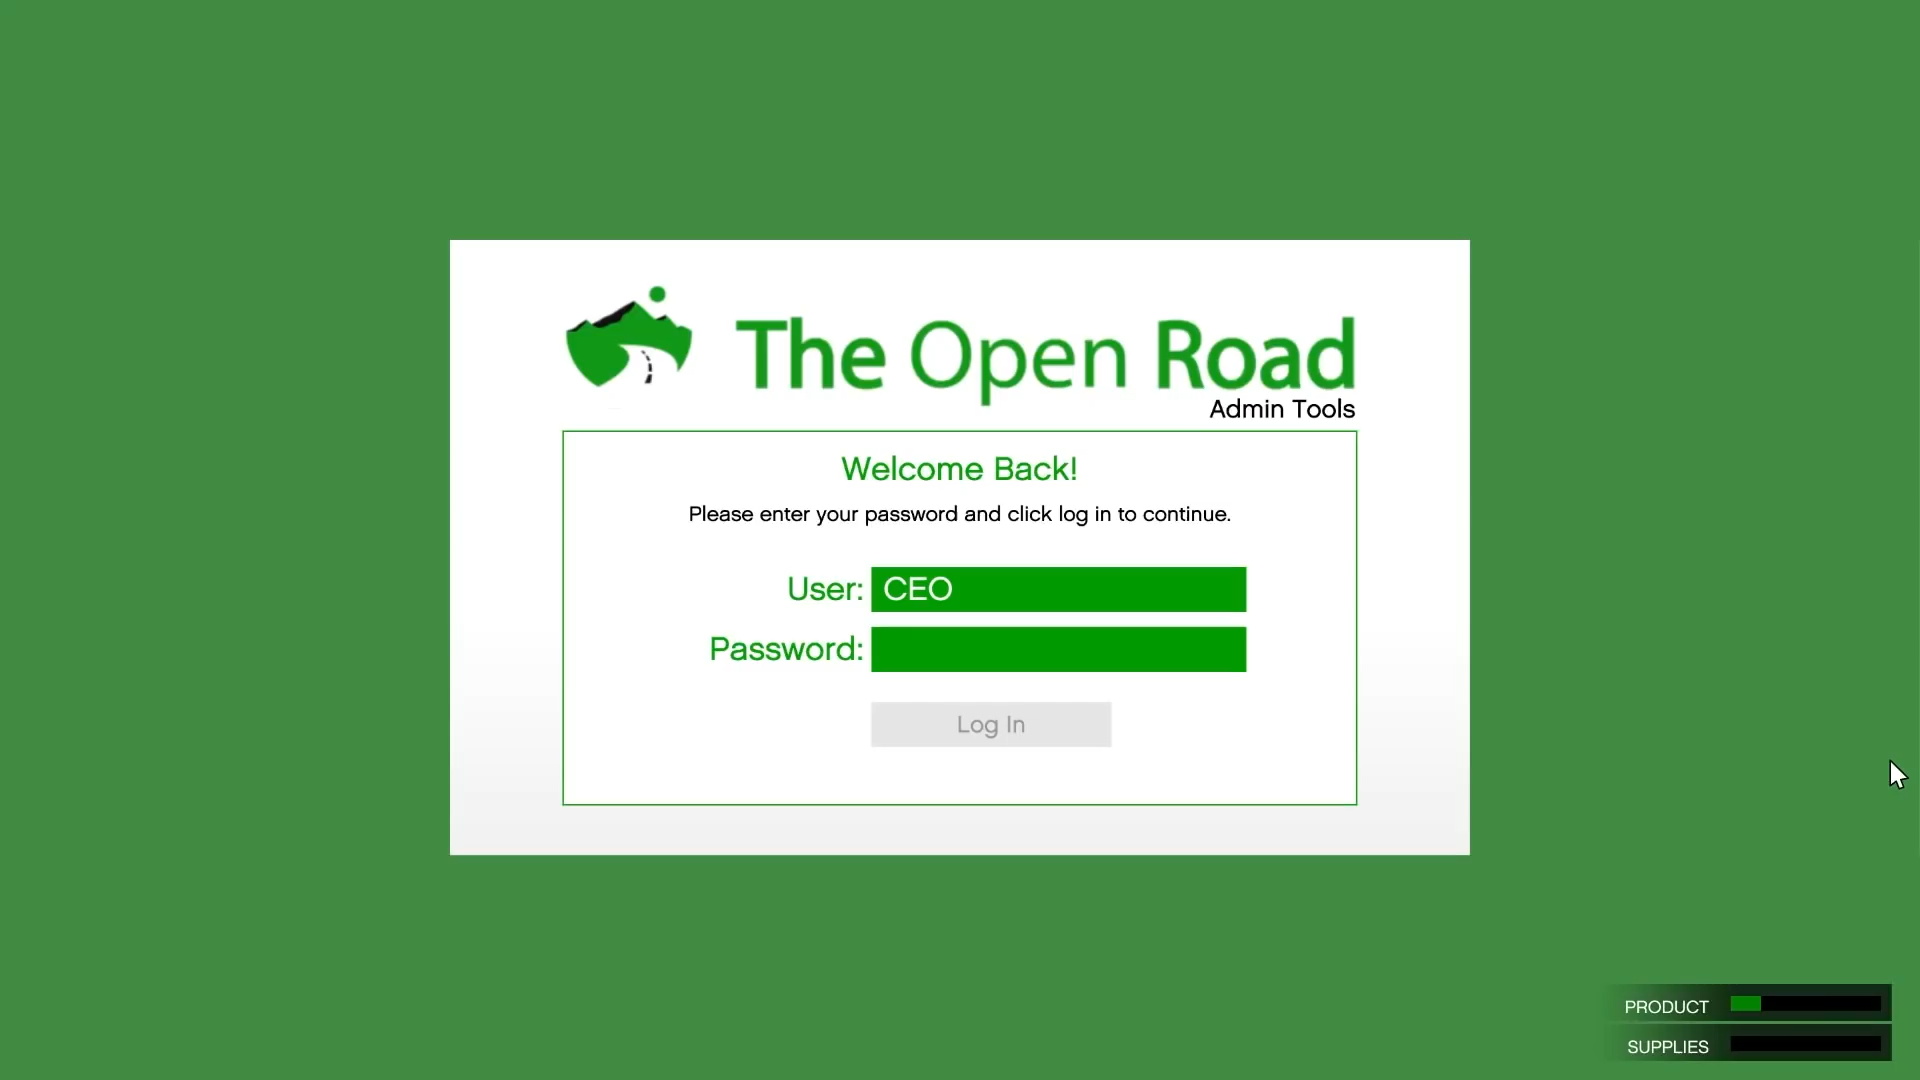 The Open Road
Admin Tools
Welcome Back!
Please enter your password and click log in to continue.
User: CEO
Password:
Log In
PRODUCT
SUPPLIES